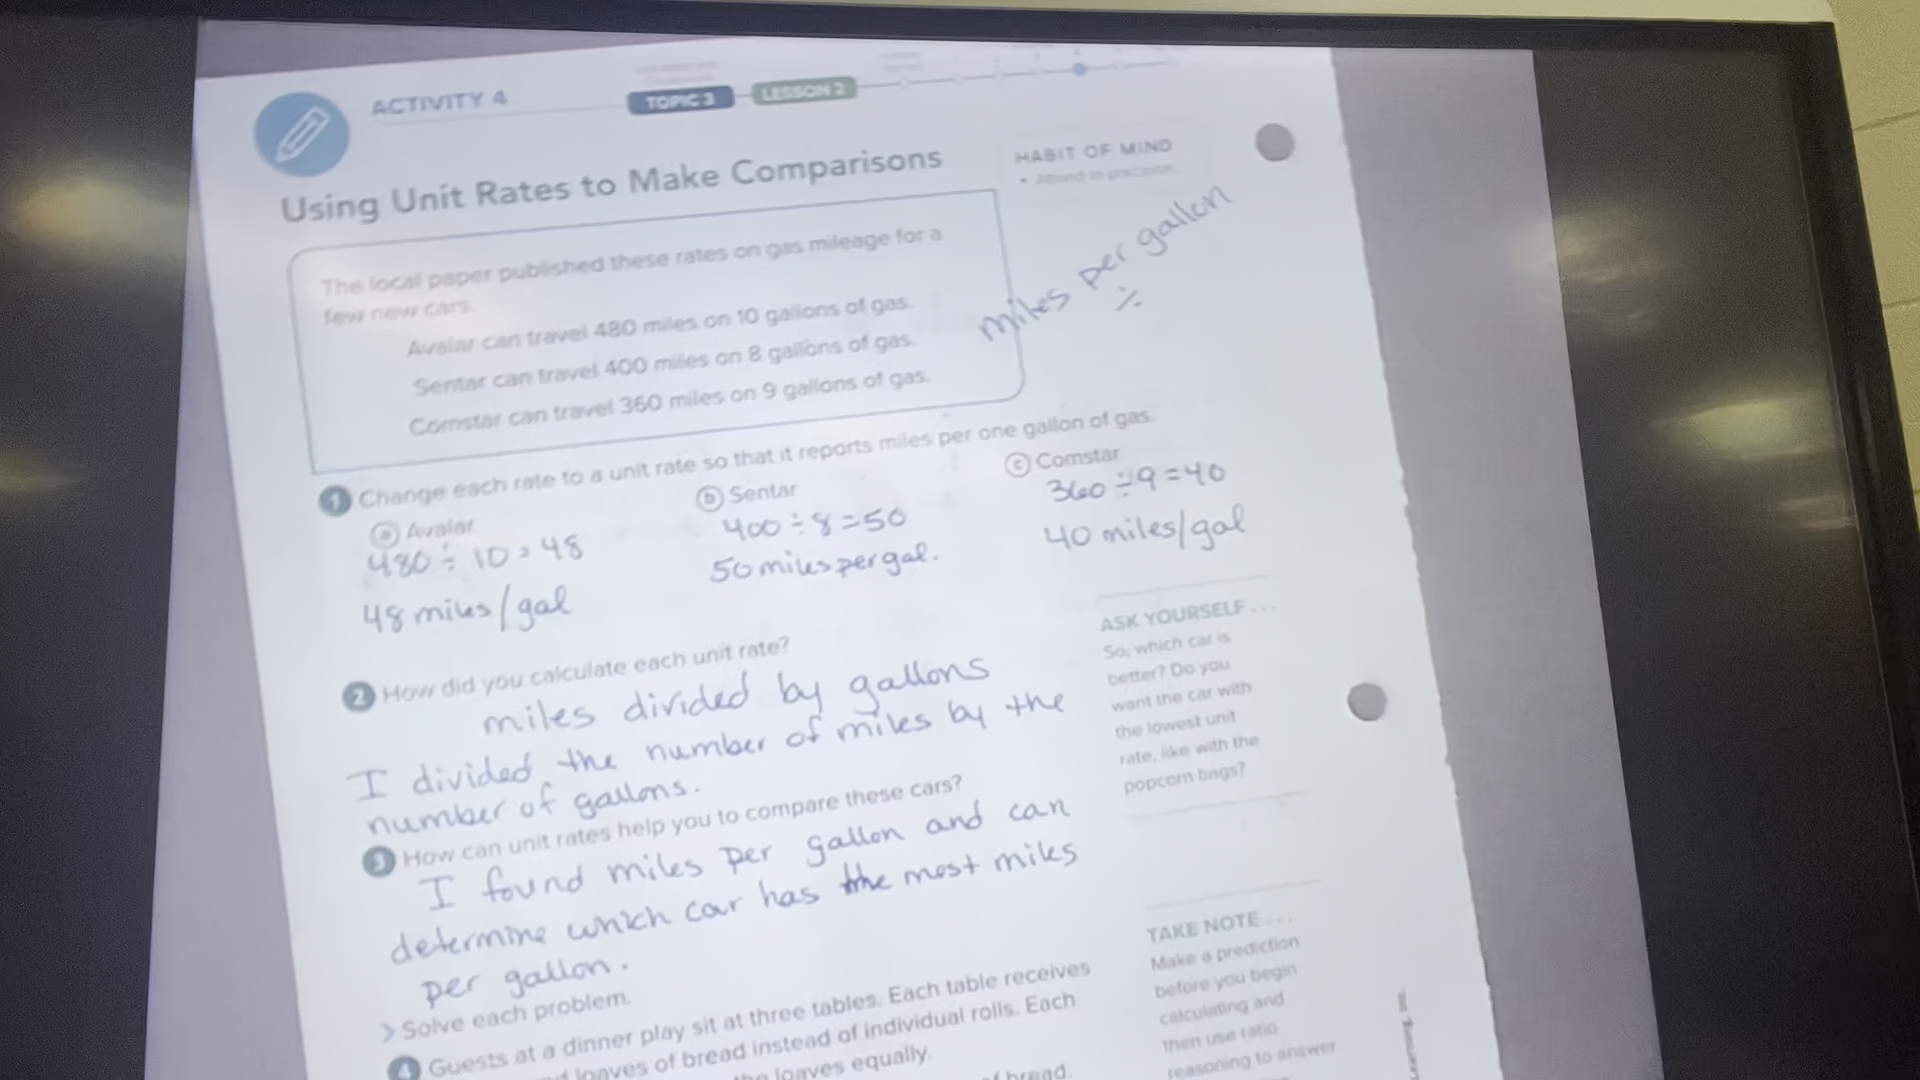 ACTIVITY 4
TOPIC 3
LESSON 2
Using Unit Rates to Make Comparisons
HABIT OF MIND
• Attend to precision.
The local paper published these rates on gas mileage for a
few new cars.
Avalar can travel 480 miles on 10 gallons of gas.
Sentar can travel 400 miles on 8 gallons of gas.
Comstar can travel 360 miles on 9 gallons of gas.
miles per gallon
÷
1 Change each rate to a unit rate so that it reports miles per one gallon of gas.
a Avalar
480 ÷ 10 = 48
48 miles/gal
b Sentar
400 ÷ 8 = 50
50 miles per gal.
c Comstar
360 ÷ 9 = 40
40 miles/gal
2 How did you calculate each unit rate?
miles divided by gallons
I divided the number of miles by the
number of gallons.
3 How can unit rates help you to compare these cars?
I found miles per gallon and can
determine which car has the most miles
per gallon.
ASK YOURSELF . . .
So, which car is
better? Do you
want the car with
the lowest unit
rate, like with the
popcorn bags?
> Solve each problem.
4 Guests at a dinner play sit at three tables. Each table receives
loaves of bread instead of individual rolls. Each
the loaves equally.
of bread.
TAKE NOTE . . .
Make a prediction
before you begin
calculating and
then use ratio
reasoning to answer